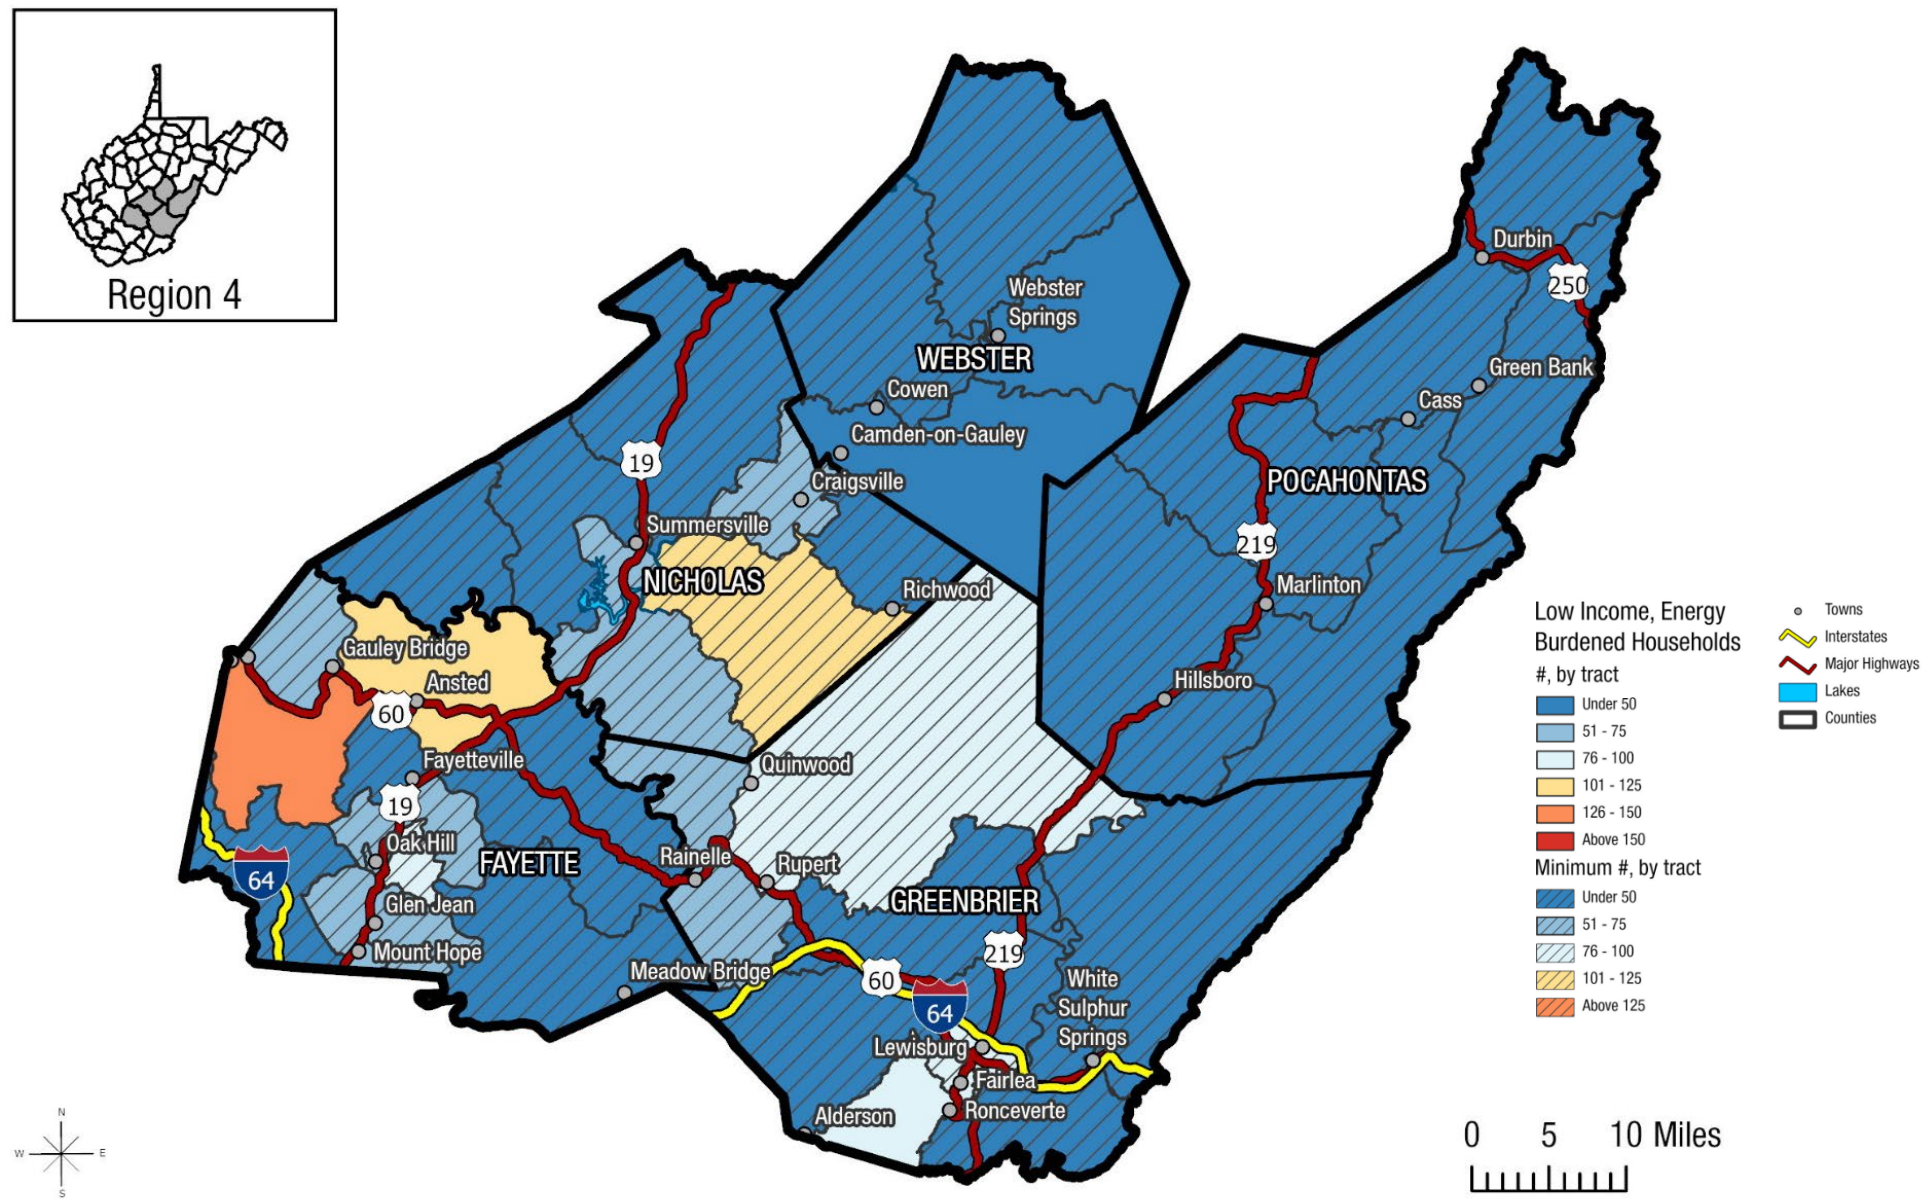 Region 4
Durbin
250
Webster
Springs
WEBSTER
Green Bank
Cowen
Cass
Camden-on-Gauley
19
Craigsville
POCAHONTAS
Summersville
219
NICHOLAS
Richwood
Marlinton
Gauley Bridge
Ansted
Hillsboro
60
Fayetteville
Quinwood
19
Oak Hill
FAYETTE
Rainelle
Rupert
64
Glen Jean
GREENBRIER
Mount Hope
219
Meadow Bridge
60
White
Sulphur
Springs
64
Lewisburg
Fairlea
Alderson
Ronceverte
Low Income, Energy
Burdened Households
#, by tract
Under 50
51 - 75
76 - 100
101 - 125
126 - 150
Above 150
Minimum #, by tract
Under 50
51 - 75
76 - 100
101 - 125
Above 125
Towns
Interstates
Major Highways
Lakes
Counties
N
W E
S
0 5 10 Miles